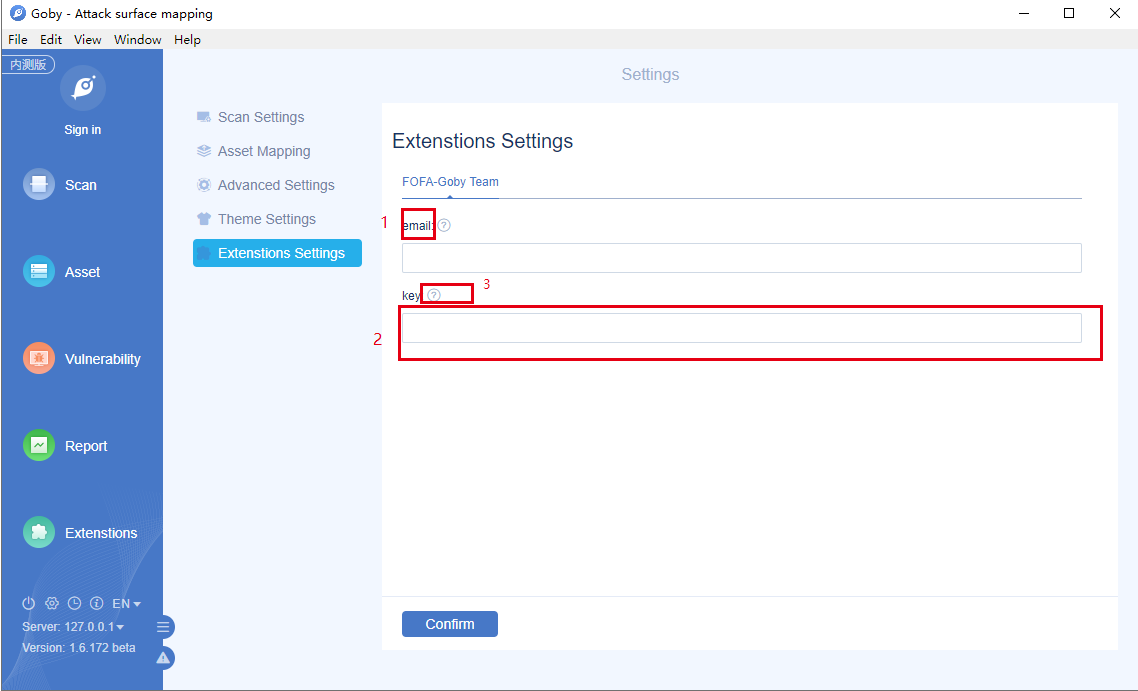 Goby - Attack surface mapping
File Edit View Window Help
内测版
Sign in
Scan
Asset
Vulnerability
Report
Extenstions
EN
Server: 127.0.0.1
Version: 1.6.172 beta
Settings
Scan Settings
Asset Mapping
Advanced Settings
Theme Settings
Extenstions Settings
Extenstions Settings
FOFA-Goby Team
1
email:
key
3
2
Confirm